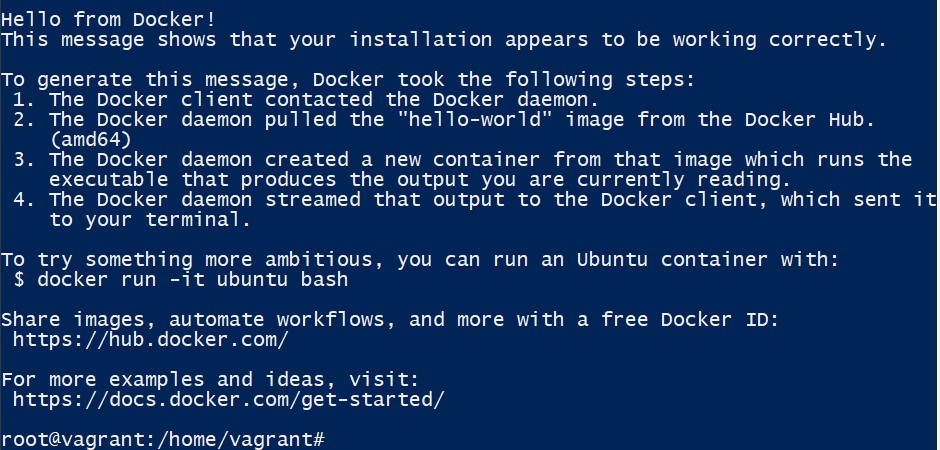 Hello from Docker!
This message shows that your installation appears to be working correctly.
To generate this message, Docker took the following steps:
1. The Docker client contacted the Docker daemon.
2. The Docker daemon pulled the "hello-world" image from the Docker Hub.
(amd64)
3. The Docker daemon created a new container from that image which runs the
executable that produces the output you are currently reading.
4. The Docker daemon streamed that output to the Docker client, which sent it
to your terminal.
To try something more ambitious, you can run an Ubuntu container with:
$ docker run -it ubuntu bash
Share images, automate workflows, and more with a free Docker ID:
https://hub.docker.com/
For more examples and ideas, visit:
https://docs.docker.com/get-started/
root@vagrant:/home/vagrant#